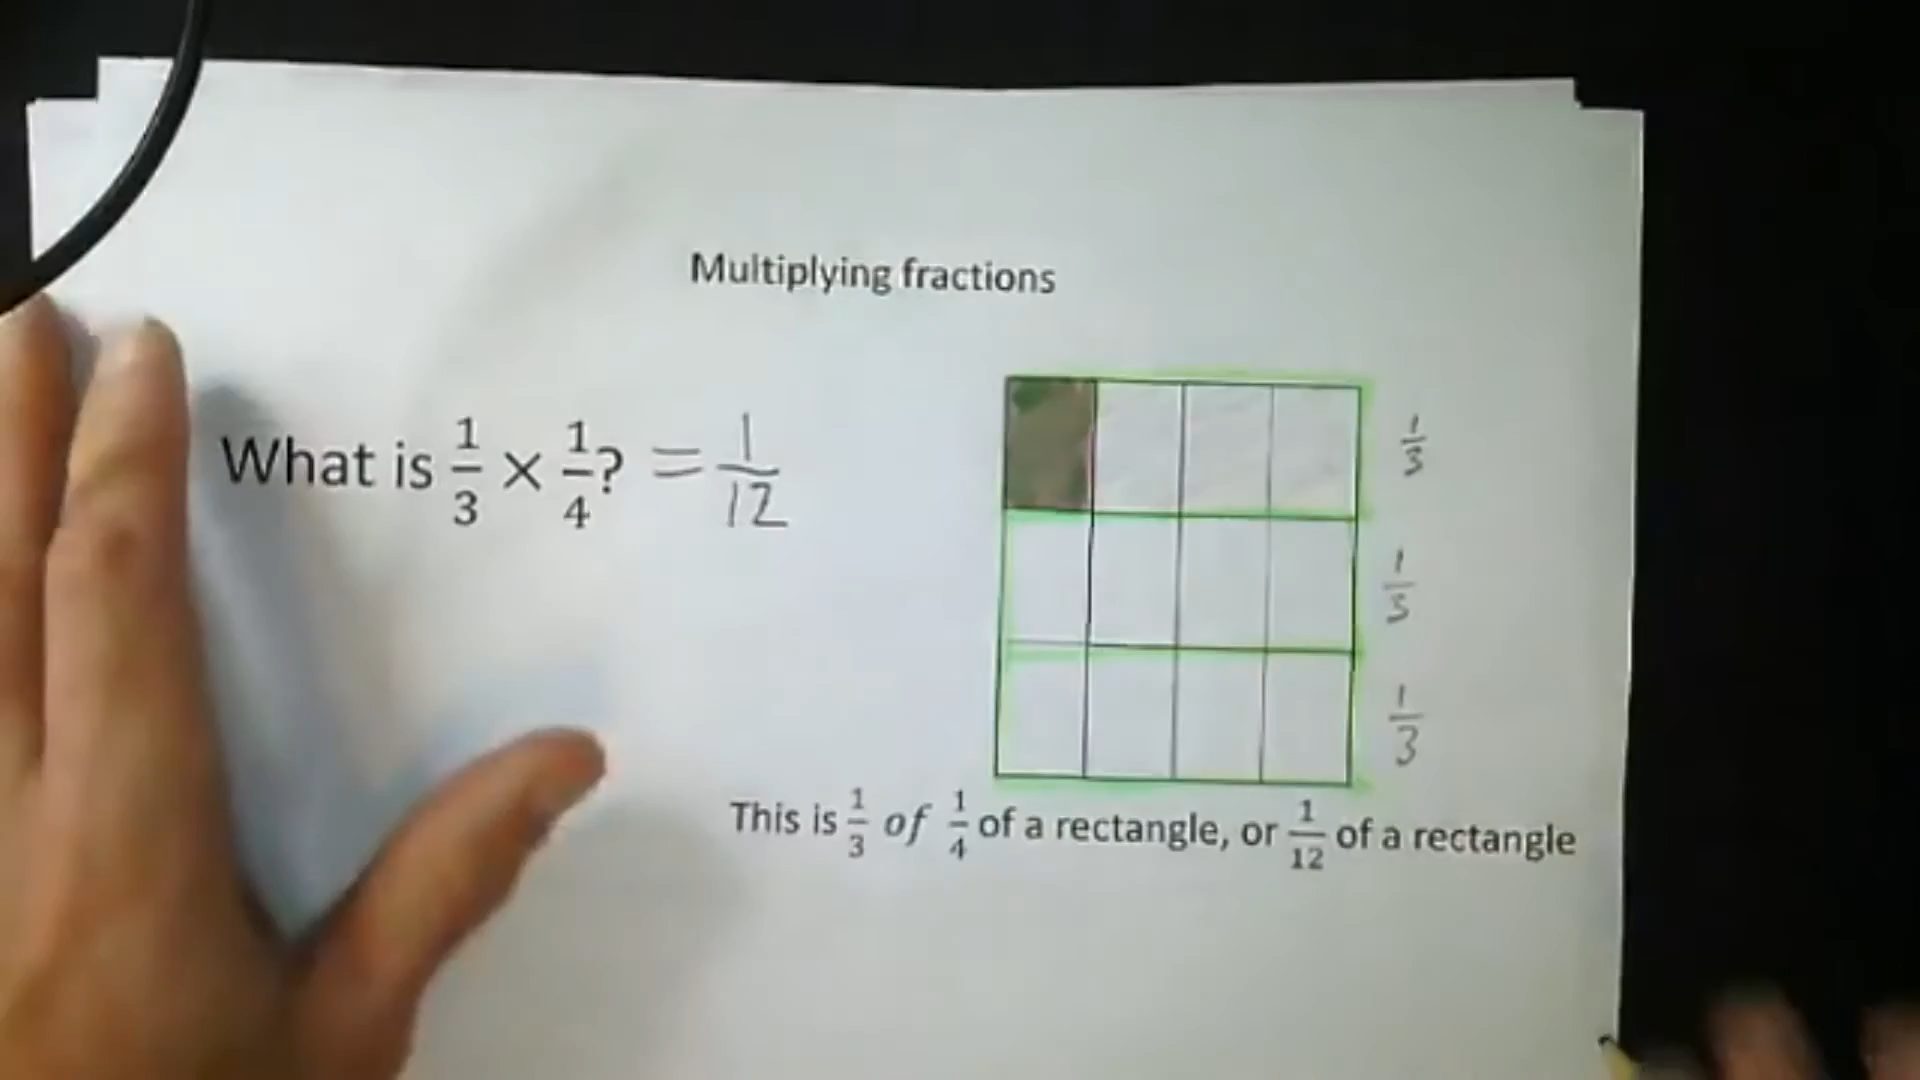 Multiplying fractions
What is 1/3 × 1/4? = 1/12
1/3
1/3
1/3
This is 1/3 of 1/4 of a rectangle, or 1/12 of a rectangle